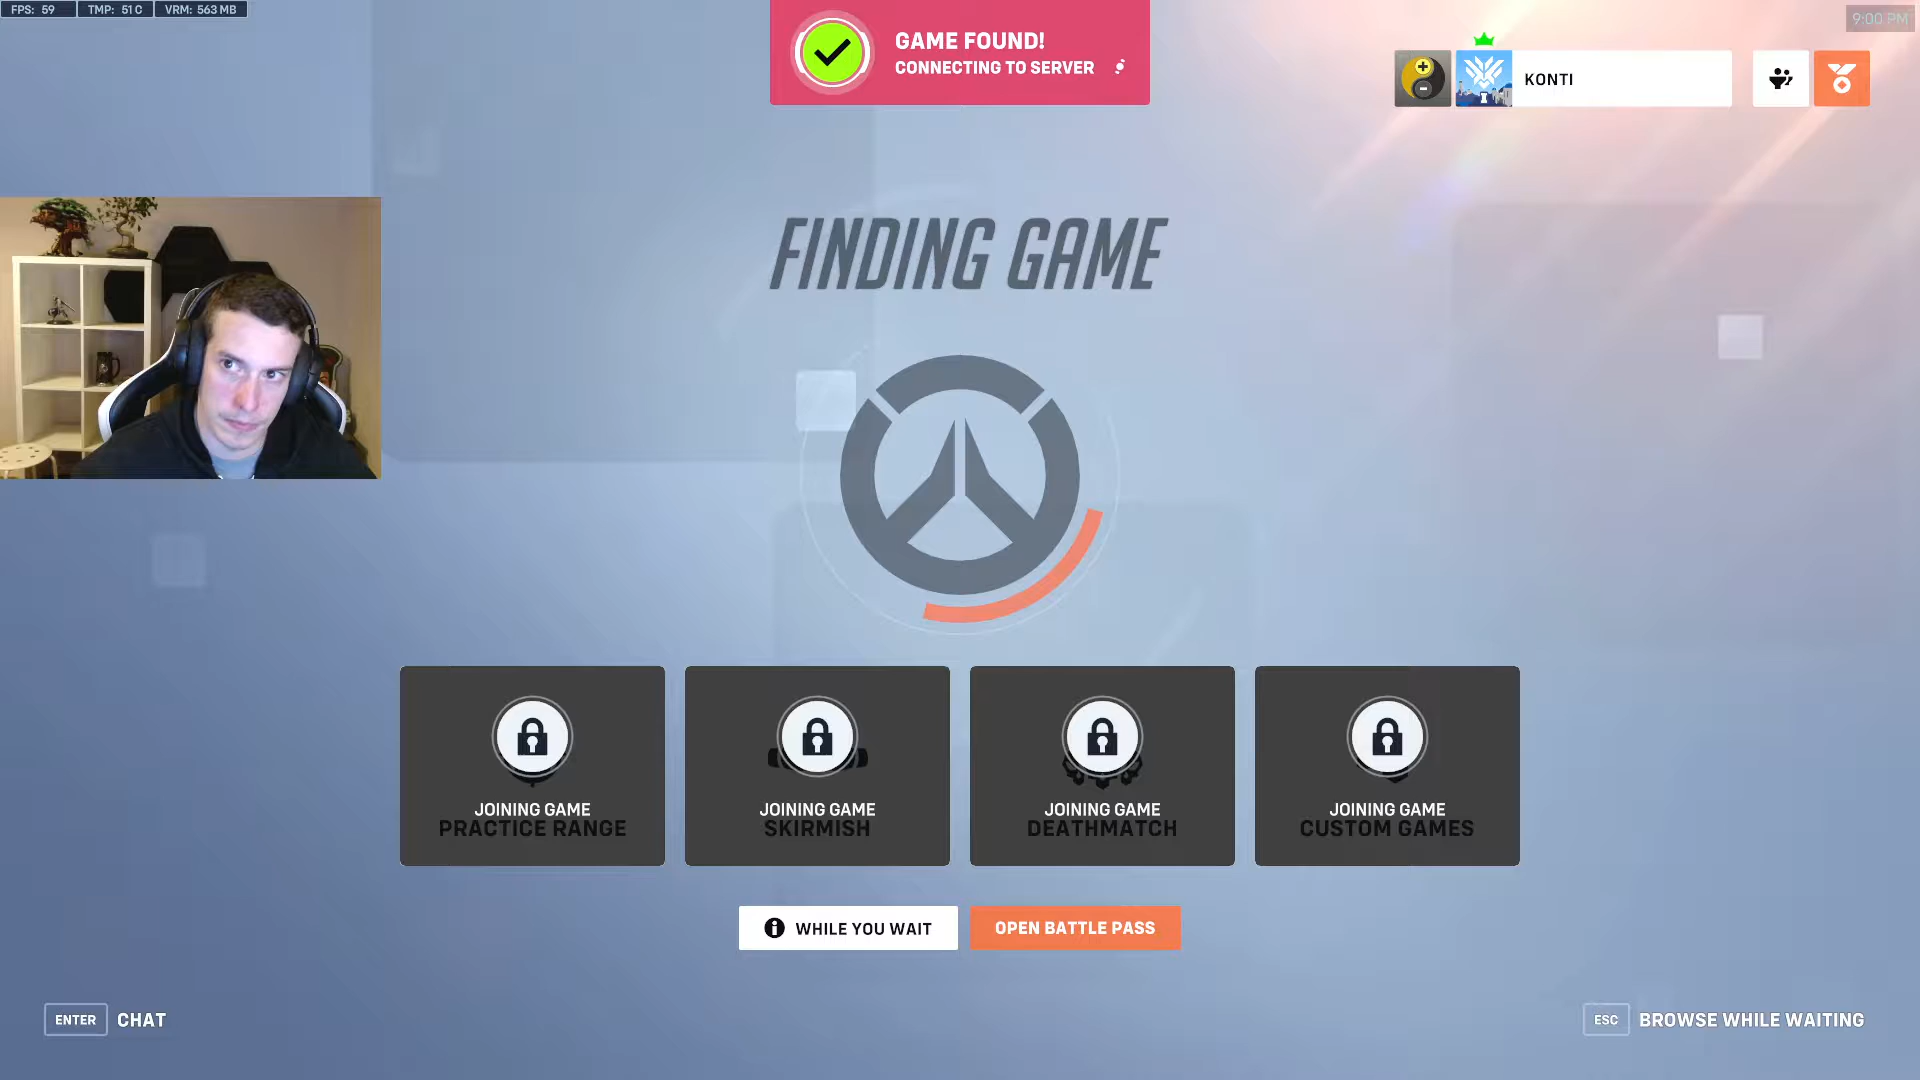 FPS: 59
TMP: 51 C
VRM: 563 MB
9:00 PM
GAME FOUND!
CONNECTING TO SERVER
KONTI
FINDING GAME
JOINING GAME
PRACTICE RANGE
JOINING GAME
SKIRMISH
JOINING GAME
DEATHMATCH
JOINING GAME
CUSTOM GAMES
WHILE YOU WAIT
OPEN BATTLE PASS
ENTER
CHAT
ESC
BROWSE WHILE WAITING